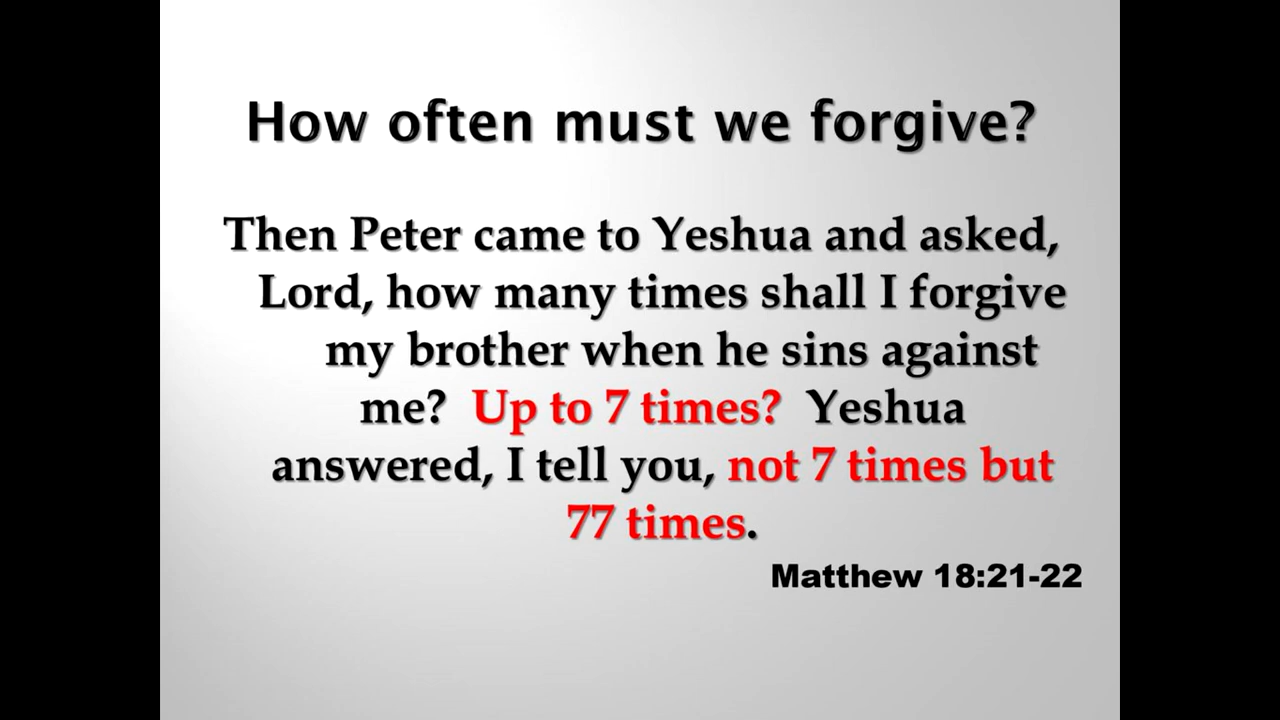 How often must we forgive?
Then Peter came to Yeshua and asked,
Lord, how many times shall I forgive
my brother when he sins against
me? Up to 7 times? Yeshua
answered, I tell you, not 7 times but
77 times.
Matthew 18:21-22